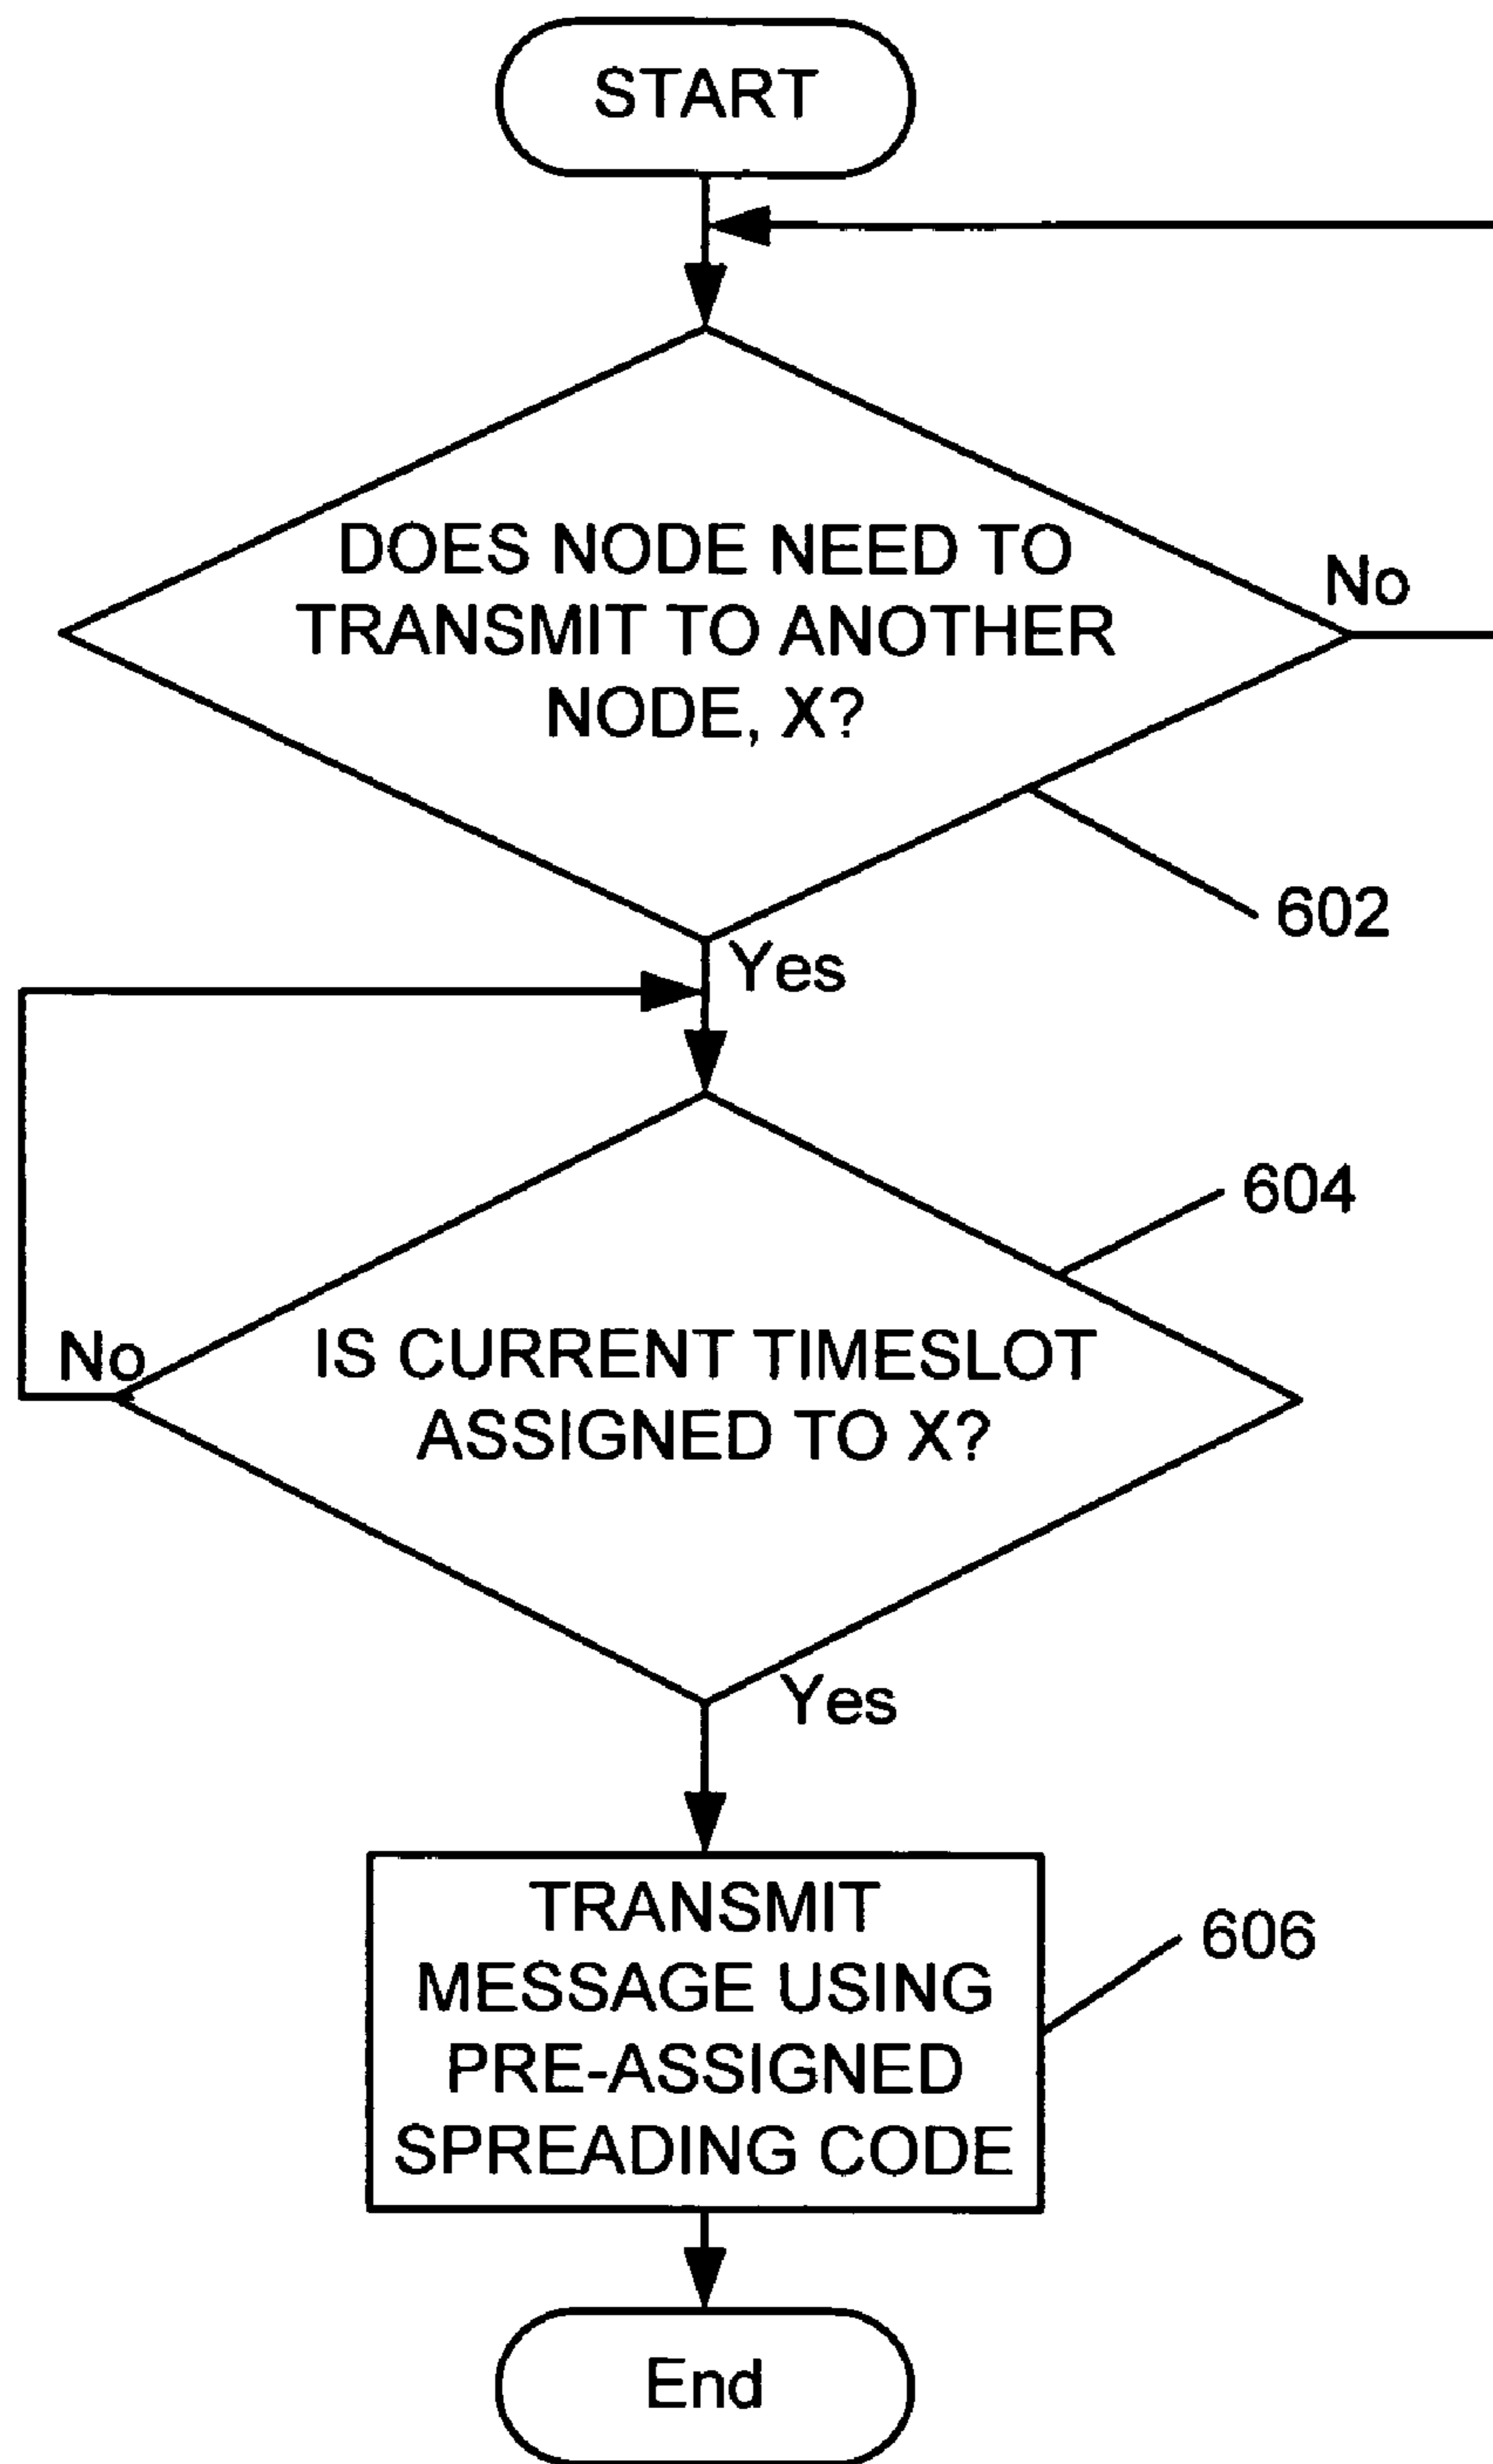 START
DOES NODE NEED TO
TRANSMIT TO ANOTHER
NODE, X?
No
602
Yes
604
No
IS CURRENT TIMESLOT
ASSIGNED TO X?
Yes
TRANSMIT
MESSAGE USING
PRE-ASSIGNED
SPREADING CODE
606
End